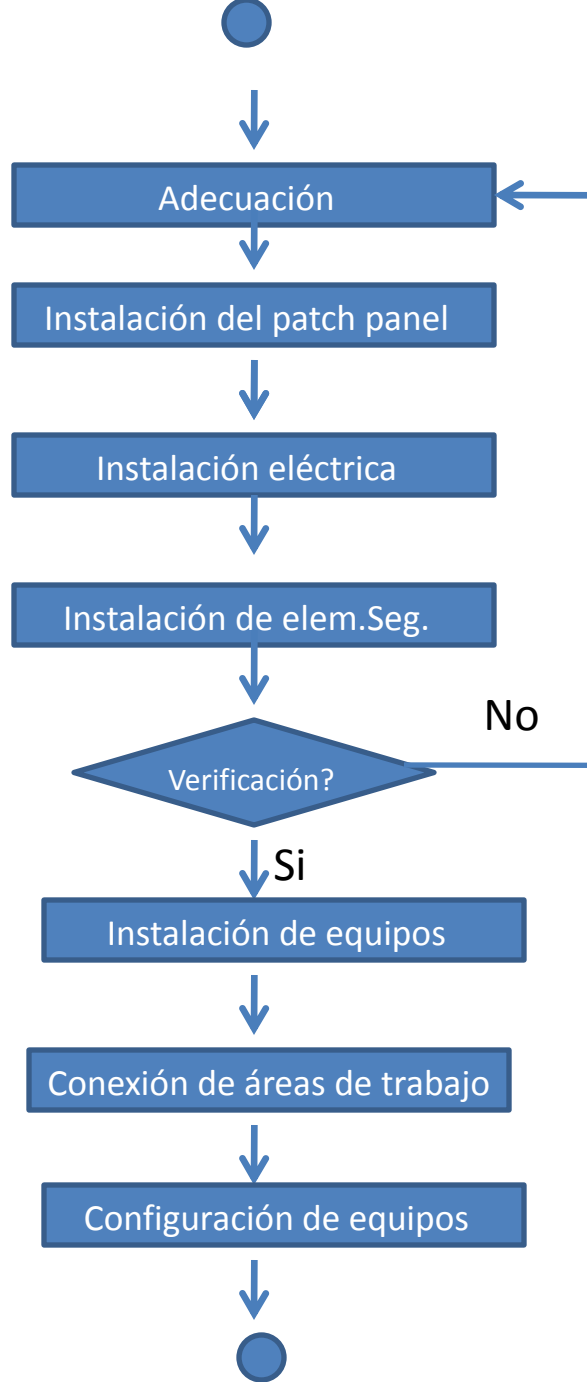 Adecuación
Instalación del patch panel
Instalación eléctrica
Instalación de elem.Seg.
No
Verificación?
Si
Instalación de equipos
Conexión de áreas de trabajo
Configuración de equipos